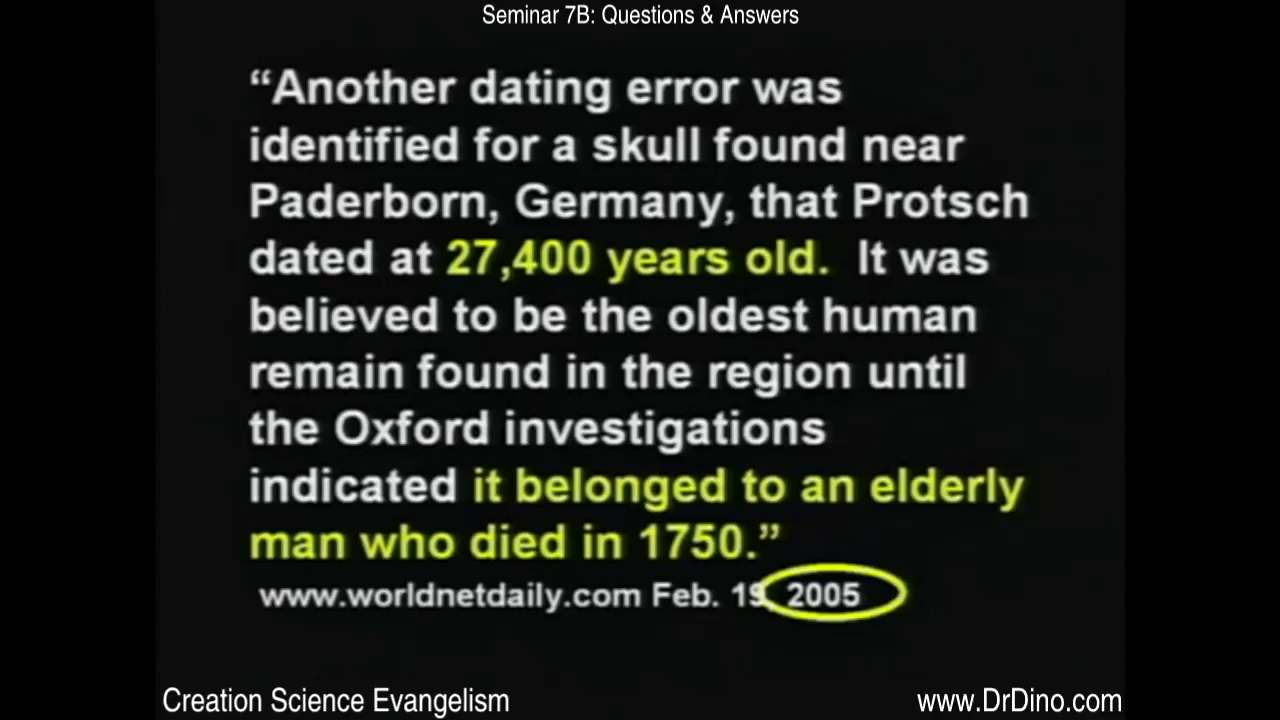 Seminar 7B: Questions & Answers
“Another dating error was
identified for a skull found near
Paderborn, Germany, that Protsch
dated at 27,400 years old. It was
believed to be the oldest human
remain found in the region until
the Oxford investigations
indicated it belonged to an elderly
man who died in 1750.”
www.worldnetdaily.com Feb. 19, 2005
Creation Science Evangelism
www.DrDino.com